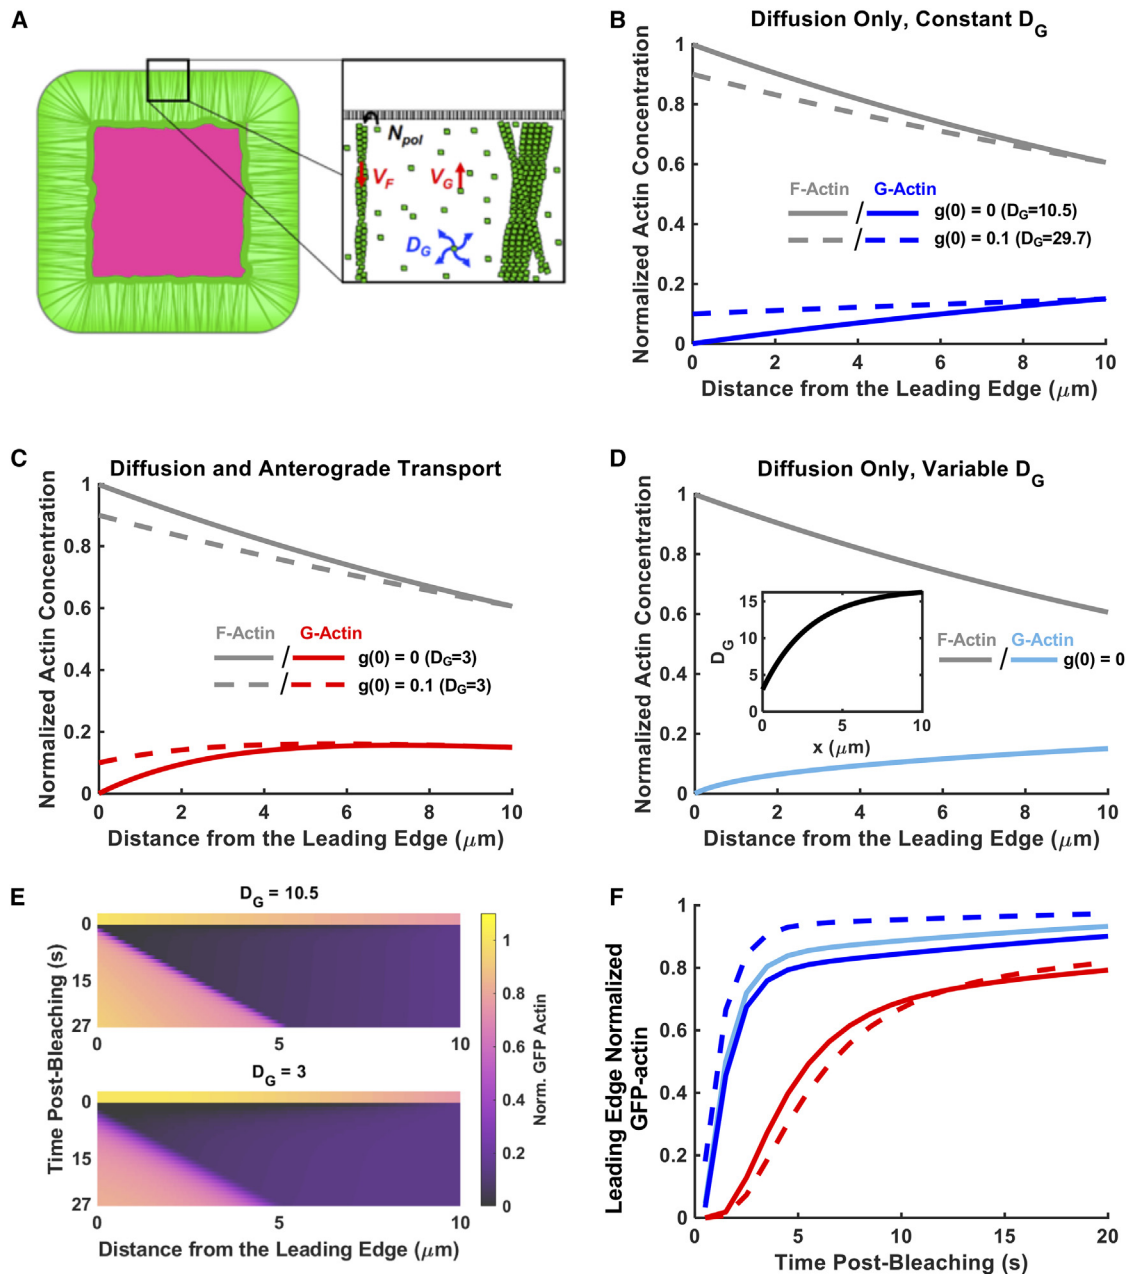 A
N_pol
V_F
V_G
D_G
B
Diffusion Only, Constant D_G
Normalized Actin Concentration
1
0.8
0.6
0.4
0.2
0
F-Actin G-Actin
/ g(0) = 0 (D_G=10.5)
/ g(0) = 0.1 (D_G=29.7)
0 2 4 6 8 10
Distance from the Leading Edge (μm)
C
Diffusion and Anterograde Transport
Normalized Actin Concentration
1
0.8
0.6
0.4
0.2
0
F-Actin G-Actin
/ g(0) = 0 (D_G=3)
/ g(0) = 0.1 (D_G=3)
0 2 4 6 8 10
Distance from the Leading Edge (μm)
D
Diffusion Only, Variable D_G
Normalized Actin Concentration
1
0.8
0.6
0.4
0.2
0
D_G
15
10
5
0
0 5 10
x (μm)
F-Actin G-Actin
/ g(0) = 0
0 2 4 6 8 10
Distance from the Leading Edge (μm)
E
D_G = 10.5
0
15
27
0 5 10
D_G = 3
0
15
27
0 5 10
Time Post-Bleaching (s)
Distance from the Leading Edge (μm)
1
0.8
0.6
0.4
0.2
0
Norm. GFP Actin
F
Leading Edge Normalized
GFP-actin
1
0.8
0.6
0.4
0.2
0
5 10 15 20
Time Post-Bleaching (s)